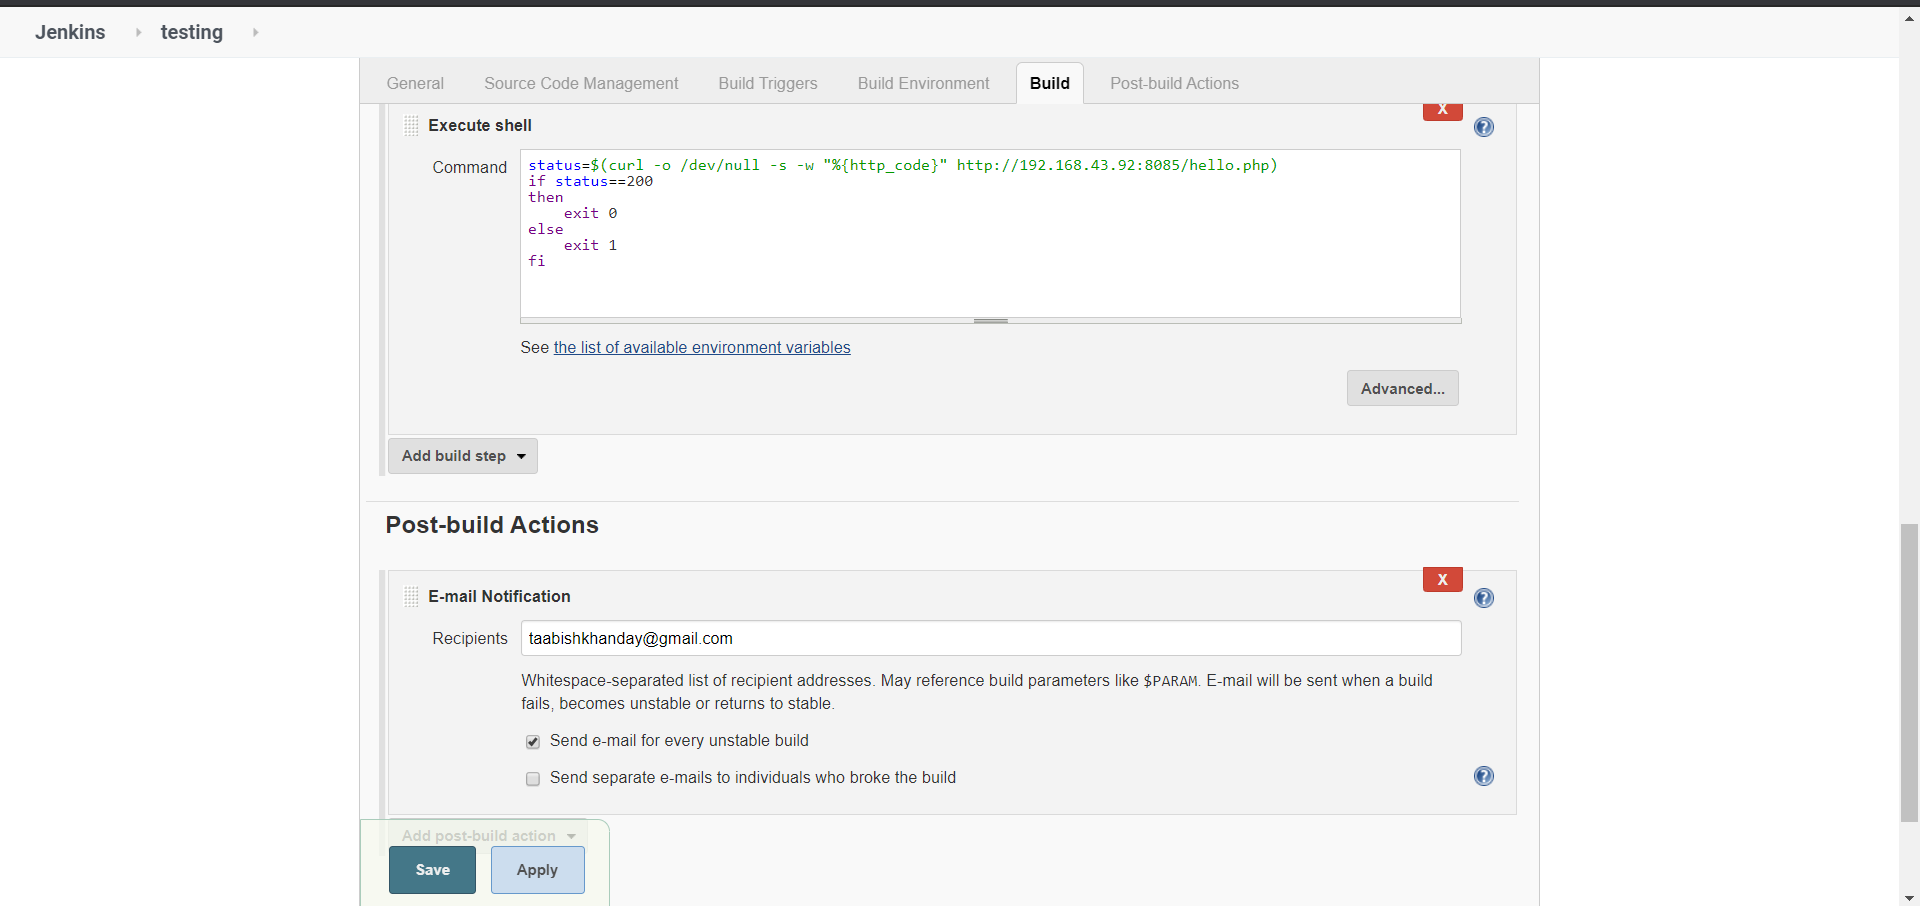 Jenkins testing
General Source Code Management Build Triggers Build Environment Build Post-build Actions
X
Execute shell
Command
status=$(curl -o /dev/null -s -w "%{http_code}" http://192.168.43.92:8085/hello.php)
if status==200
then
    exit 0
else
    exit 1
fi
See the list of available environment variables
Advanced...
Add build step
Post-build Actions
X
E-mail Notification
Recipients taabishkhanday@gmail.com
Whitespace-separated list of recipient addresses. May reference build parameters like $PARAM. E-mail will be sent when a build
fails, becomes unstable or returns to stable.
Send e-mail for every unstable build
Send separate e-mails to individuals who broke the build
Add post-build action
Save Apply